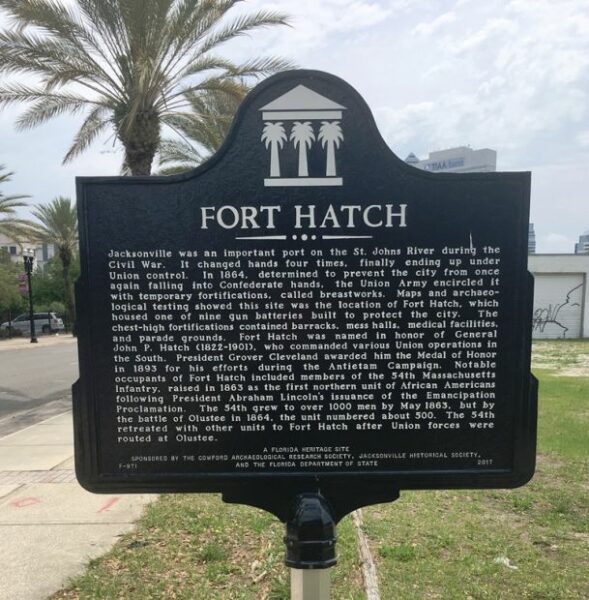 FORT HATCH
Jacksonville was an important port on the St. Johns River during the
Civil War. It changed hands four times, finally ending up under
Union control. In 1864, determined to prevent the city from once
again falling into Confederate hands, the Union Army encircled it
with temporary fortifications, called breastworks. Maps and archaeo-
logical testing showed this site was the location of Fort Hatch, which
housed one of nine gun batteries built to protect the city. The
chest-high fortifications contained barracks, mess halls, medical facilities,
and parade grounds. Fort Hatch was named in honor of General
John P. Hatch (1822-1901), who commanded various Union operations in
the South. President Grover Cleveland awarded him the Medal of Honor
in 1893 for his efforts during the Antietam Campaign. Notable
occupants of Fort Hatch included members of the 54th Massachusetts
Infantry, raised in 1863 as the first northern unit of African Americans
following President Abraham Lincoln's issuance of the Emancipation
Proclamation. The 54th grew to over 1000 men by May 1863, but by
the battle of Olustee in 1864, the unit numbered about 500. The 54th
retreated with other units to Fort Hatch after Union forces were
routed at Olustee.
A FLORIDA HERITAGE SITE
SPONSORED BY THE COWFORD ARCHAEOLOGICAL RESEARCH SOCIETY, JACKSONVILLE HISTORICAL SOCIETY,
F-971 AND THE FLORIDA DEPARTMENT OF STATE 2017
TIAA Bank